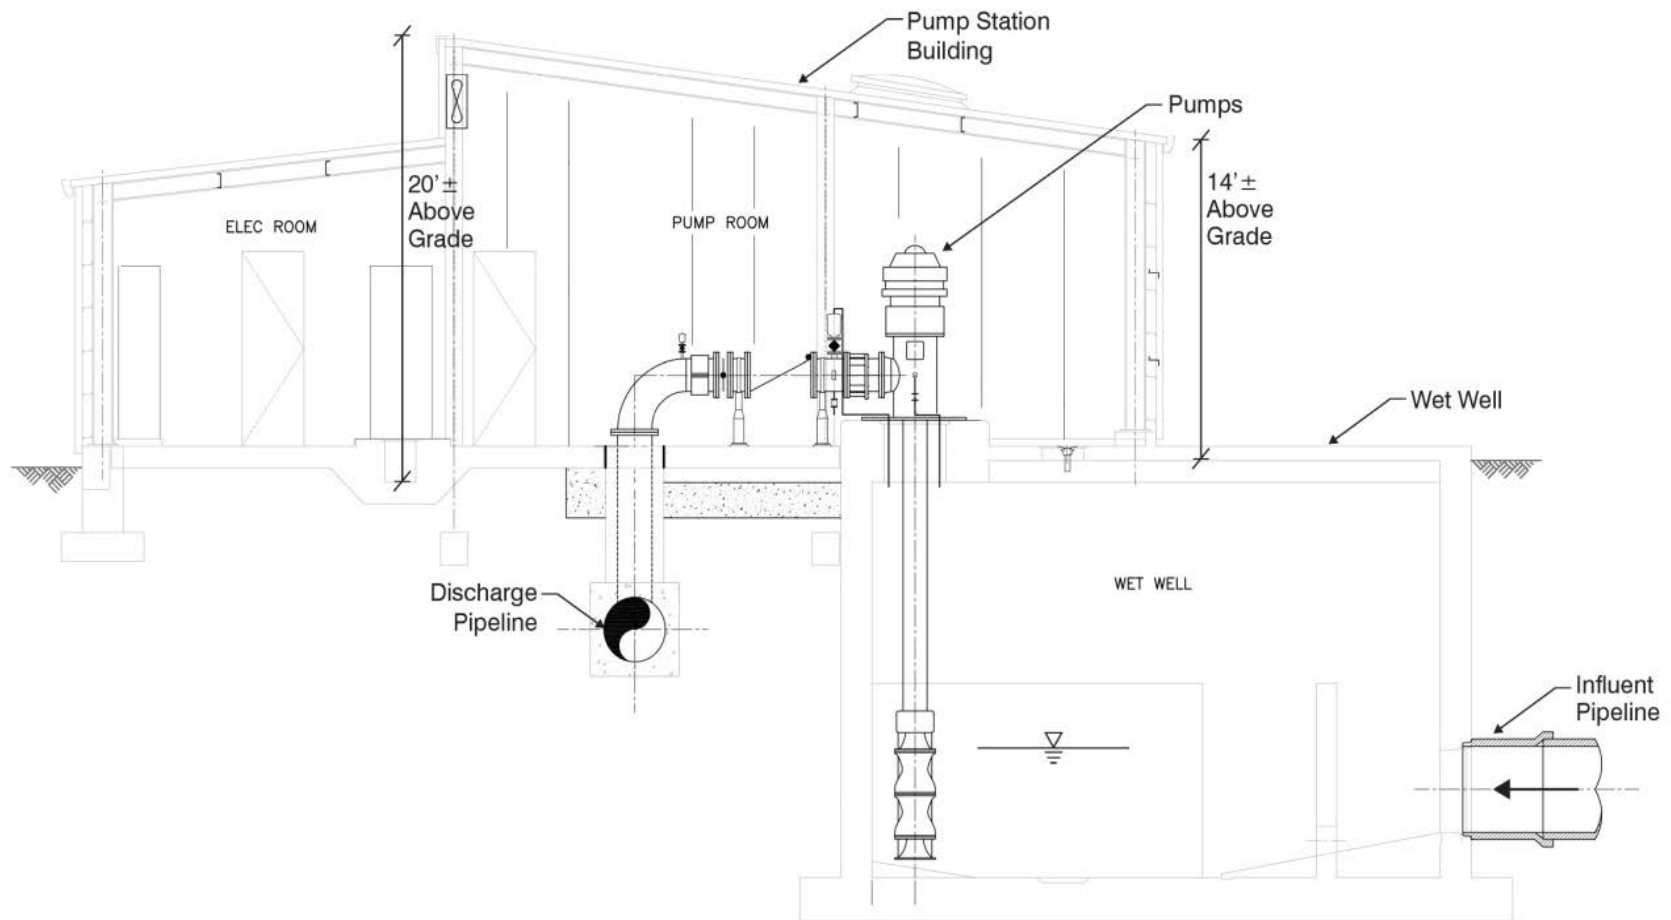 Pump Station
Building
Pumps
20' ±
Above
Grade
14' ±
Above
Grade
ELEC ROOM
PUMP ROOM
Wet Well
Discharge
Pipeline
WET WELL
Influent
Pipeline